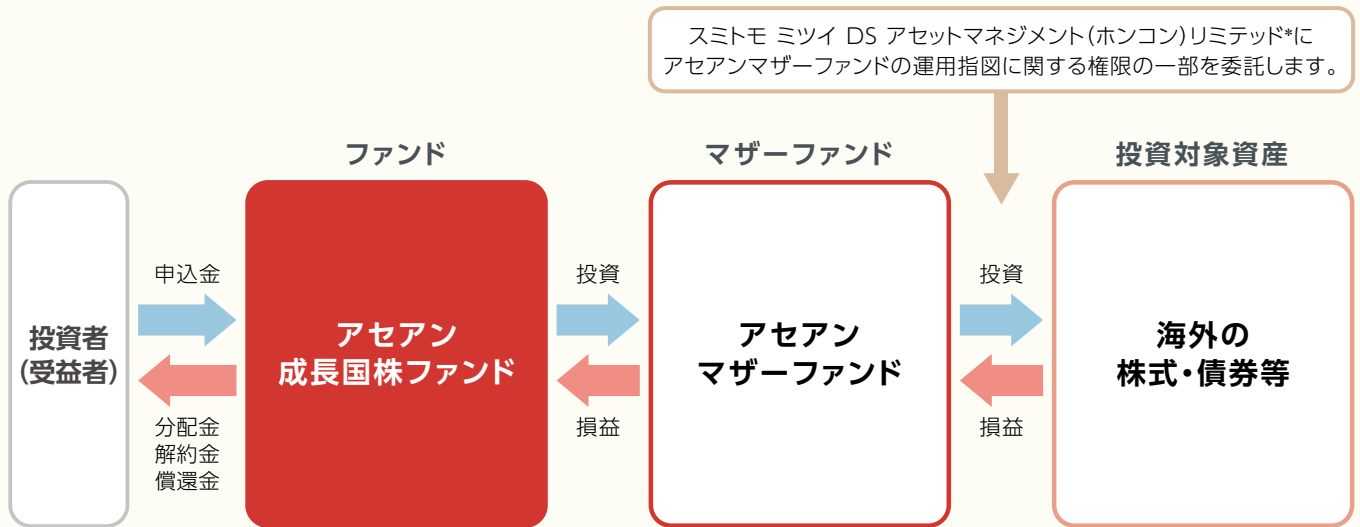 スミトモ ミツイ DS アセットマネジメント(ホンコン)リミテッド*に
アセアンマザーファンドの運用指図に関する権限の一部を委託します。
ファンド
マザーファンド
投資対象資産
投資者
(受益者)
申込金
分配金
解約金
償還金
アセアン
成長国株ファンド
投資
損益
アセアン
マザーファンド
投資
損益
海外の
株式・債券等